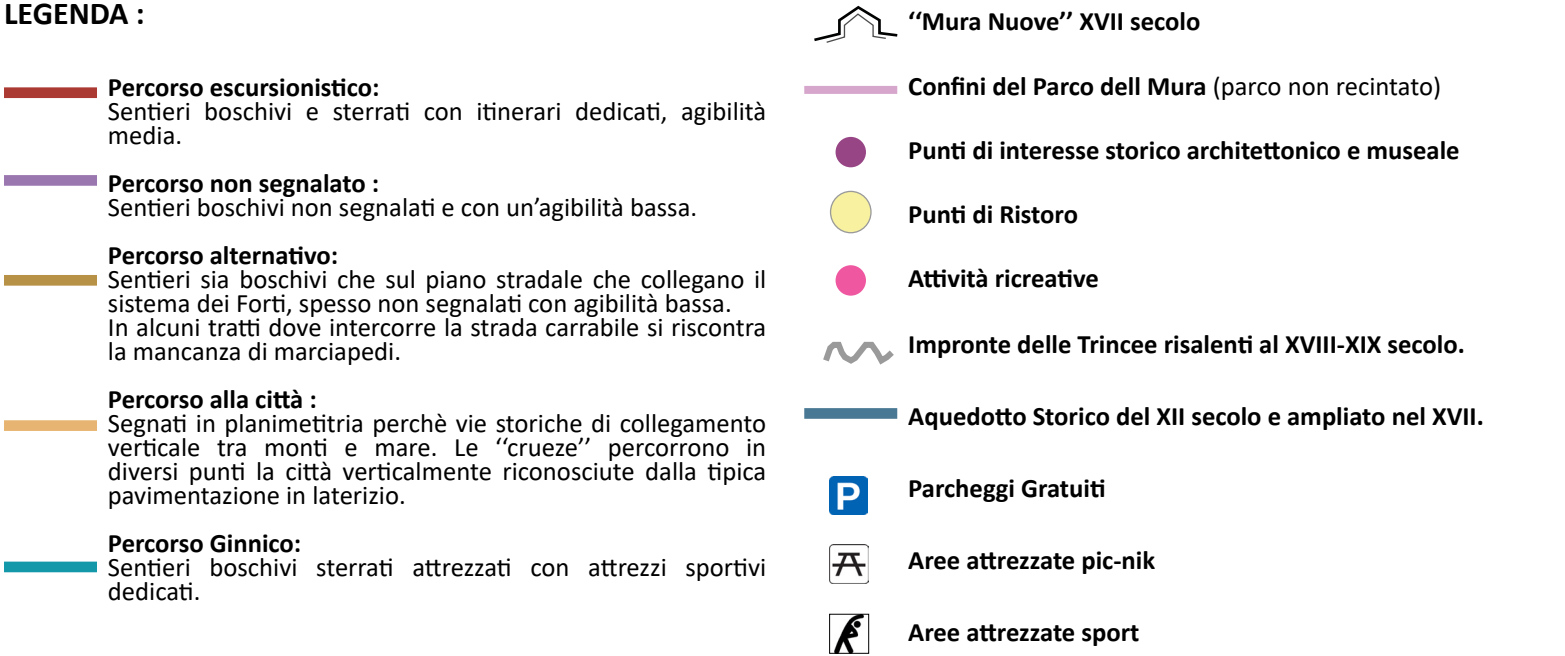 LEGENDA :
Percorso escursionistico:
Sentieri boschivi e sterrati con itinerari dedicati, agibilità
media.
Percorso non segnalato :
Sentieri boschivi non segnalati e con un'agibilità bassa.
Percorso alternativo:
Sentieri sia boschivi che sul piano stradale che collegano il
sistema dei Forti, spesso non segnalati con agibilità bassa.
In alcuni tratti dove intercorre la strada carrabile si riscontra
la mancanza di marciapedi.
Percorso alla città :
Segnati in planimetitria perchè vie storiche di collegamento
verticale tra monti e mare. Le ‘‘crueze’’ percorrono in
diversi punti la città verticalmente riconosciute dalla tipica
pavimentazione in laterizio.
Percorso Ginnico:
Sentieri boschivi sterrati attrezzati con attrezzi sportivi
dedicati.
‘‘Mura Nuove’’ XVII secolo
Confini del Parco dell Mura (parco non recintato)
Punti di interesse storico architettonico e museale
Punti di Ristoro
Attività ricreative
Impronte delle Trincee risalenti al XVIII-XIX secolo.
Aquedotto Storico del XII secolo e ampliato nel XVII.
P
Parcheggi Gratuiti
Aree attrezzate pic-nik
Aree attrezzate sport